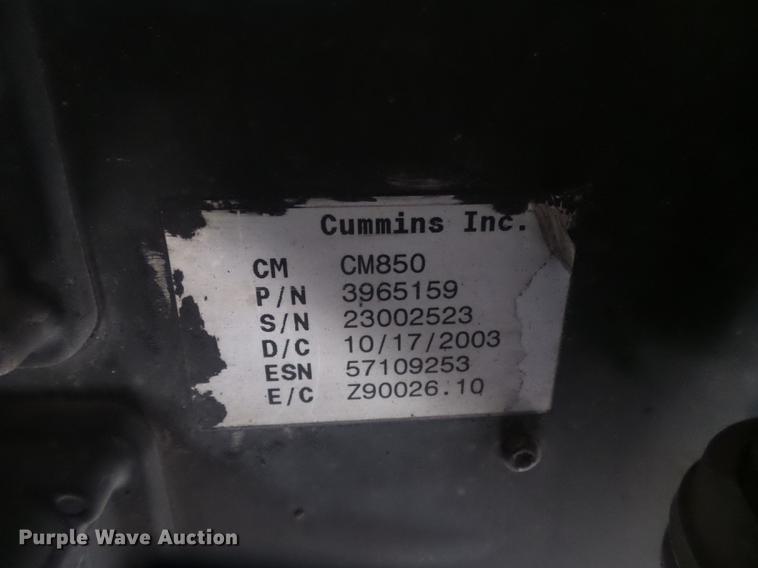 Cummins Inc.
CM CM850
P/N 3965159
S/N 23002523
D/C 10/17/2003
ESN 57109253
E/C Z90026.10
Purple Wave Auction®